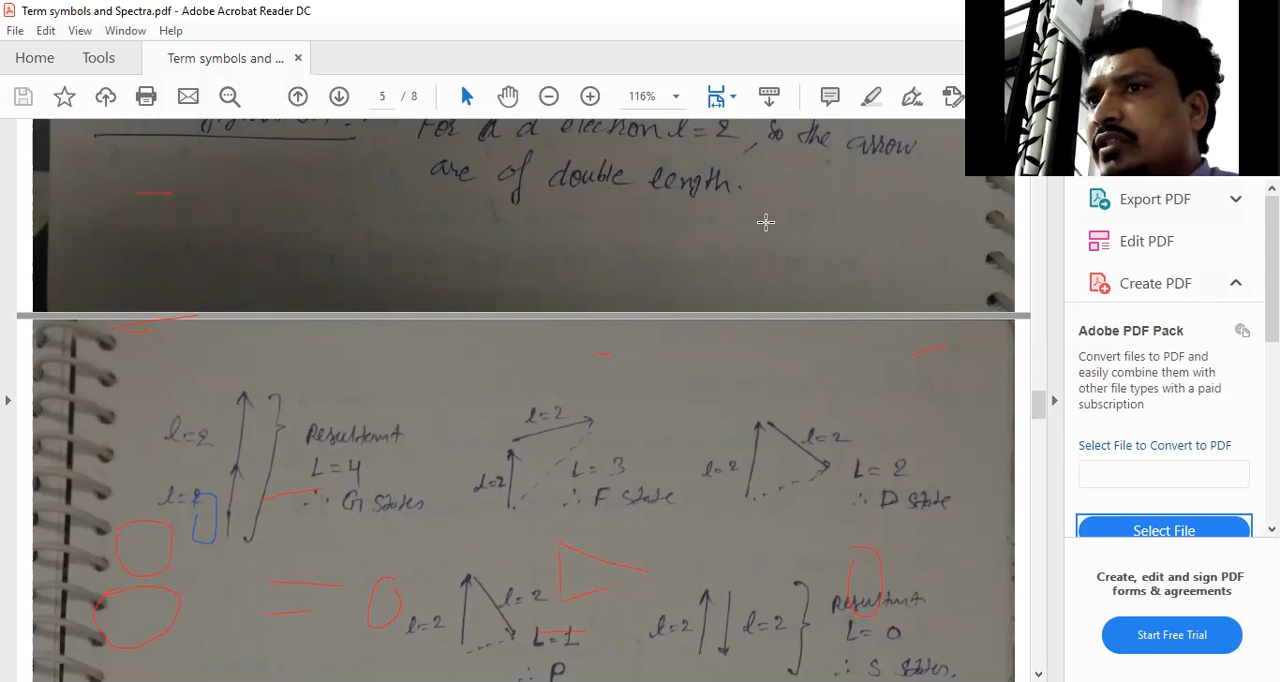 Term symbols and Spectra.pdf - Adobe Acrobat Reader DC
File Edit View Window Help
Home Tools Term symbols and ... ×
5 / 8 116%
For a d electron l = 2, so the arrow
are of double length.
l=2
l=2
Resultant
L = 4
∴ G States
l=2
l=2
L = 3
∴ F State
l=2
l=2
L = 2
∴ D State
l=2
l=2
L=1
∴ P
l=2
l=2
Resultant
L= 0
∴ S States.
Export PDF
Edit PDF
Create PDF
Adobe PDF Pack
Convert files to PDF and
easily combine them with
other file types with a paid
subscription
Select File to Convert to PDF
Select File
Create, edit and sign PDF
forms & agreements
Start Free Trial